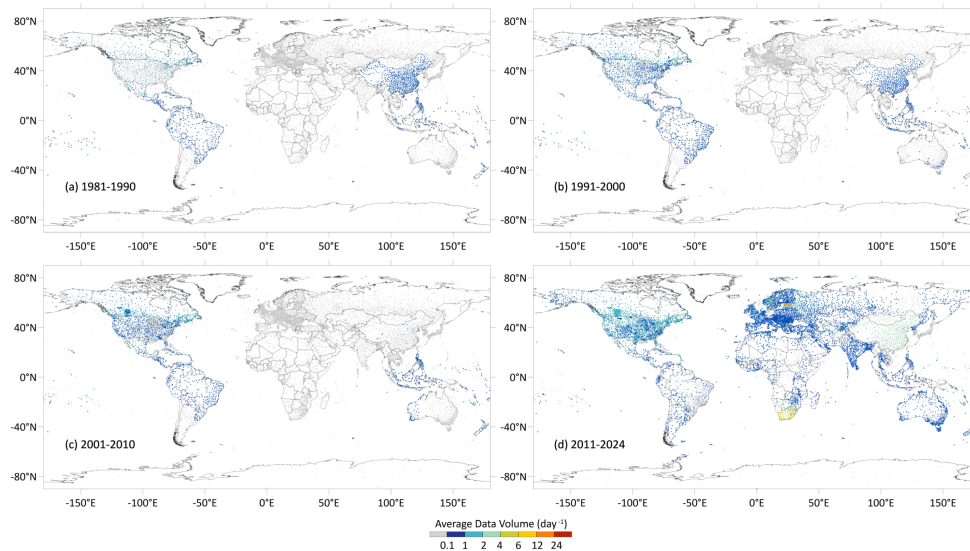 80°N
40°N
0°N
-40°N
-80°N
(a) 1981-1990
-150°E -100°E -50°E 0°E 50°E 100°E 150°E
80°N
40°N
0°N
-40°N
-80°N
(b) 1991-2000
-150°E -100°E -50°E 0°E 50°E 100°E 150°E
80°N
40°N
0°N
-40°N
-80°N
(c) 2001-2010
-150°E -100°E -50°E 0°E 50°E 100°E 150°E
80°N
40°N
0°N
-40°N
-80°N
(d) 2011-2024
-150°E -100°E -50°E 0°E 50°E 100°E 150°E
Average Data Volume (day⁻¹)
0.1 1 2 4 6 12 24